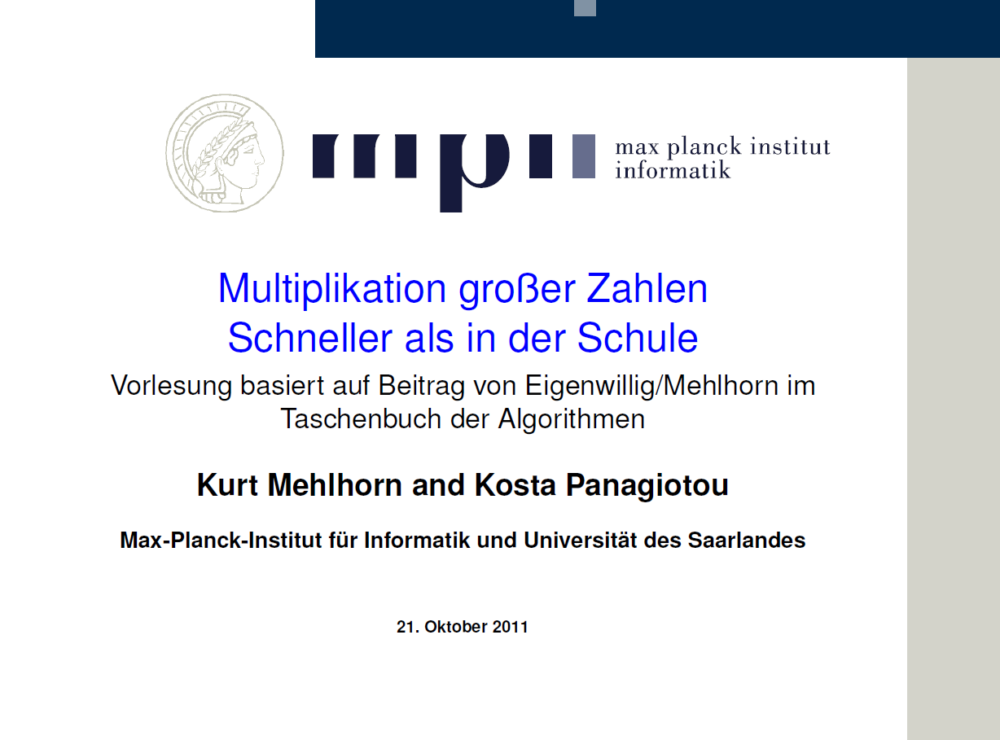 max planck institut
informatik
Multiplikation großer Zahlen
Schneller als in der Schule
Vorlesung basiert auf Beitrag von Eigenwillig/Mehlhorn im
Taschenbuch der Algorithmen
Kurt Mehlhorn and Kosta Panagiotou
Max-Planck-Institut für Informatik und Universität des Saarlandes
21. Oktober 2011